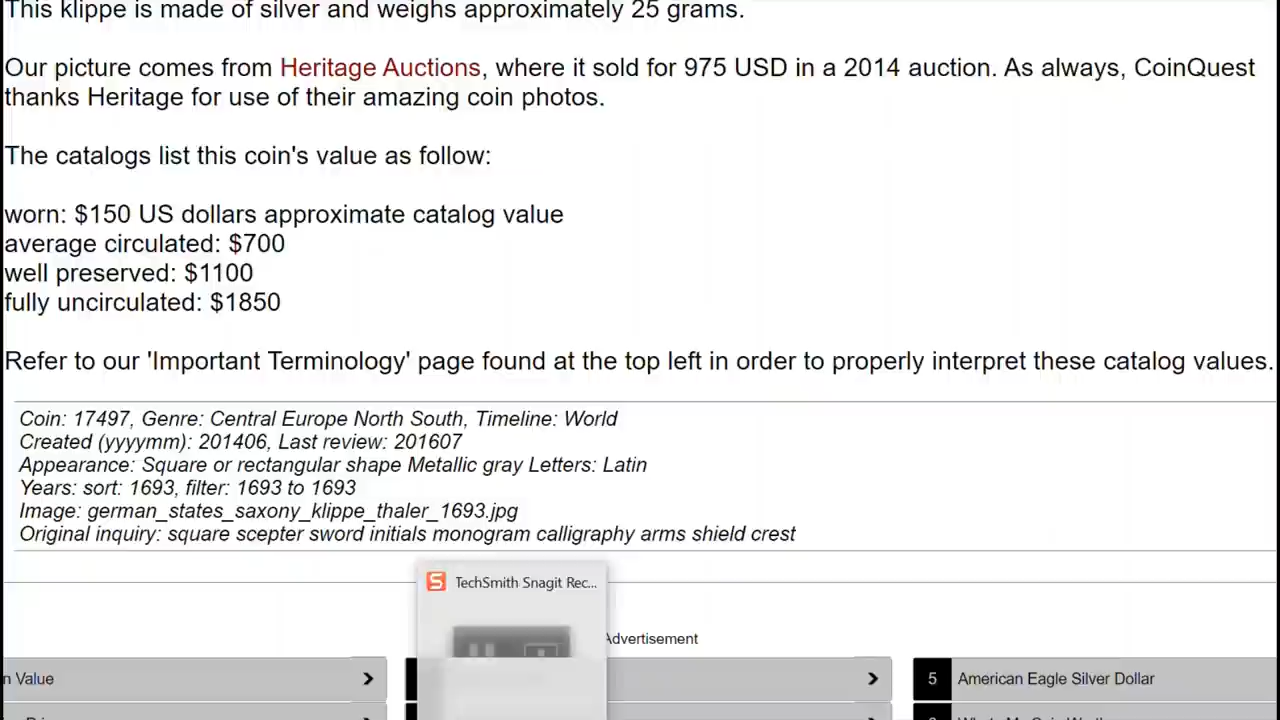 This klippe is made of silver and weighs approximately 25 grams.
Our picture comes from Heritage Auctions, where it sold for 975 USD in a 2014 auction. As always, CoinQuest
thanks Heritage for use of their amazing coin photos.
The catalogs list this coin's value as follow:
worn: $150 US dollars approximate catalog value
average circulated: $700
well preserved: $1100
fully uncirculated: $1850
Refer to our 'Important Terminology' page found at the top left in order to properly interpret these catalog values.
Coin: 17497, Genre: Central Europe North South, Timeline: World
Created (yyyymm): 201406, Last review: 201607
Appearance: Square or rectangular shape Metallic gray Letters: Latin
Years: sort: 1693, filter: 1693 to 1693
Image: german_states_saxony_klippe_thaler_1693.jpg
Original inquiry: square scepter sword initials monogram calligraphy arms shield crest
S TechSmith Snagit Rec...
Advertisement
n Value
5 American Eagle Silver Dollar